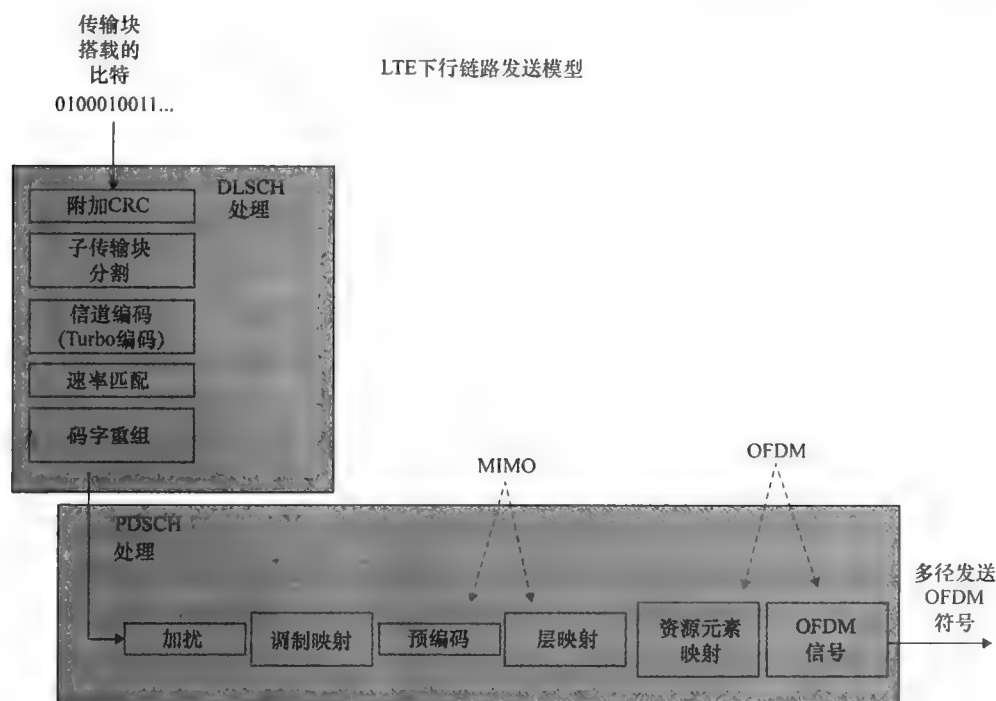 传输块
搭载的
比特
0100010011...
LTE下行链路发送模型
DLSCH
处理
附加CRC
子传输块
分割
信道编码
(Turbo编码)
速率匹配
码字重组
MIMO
OFDM
PDSCH
处理
加扰
调制映射
预编码
层映射
资源元素
映射
OFDM
信号
多径发送
OFDM
符号